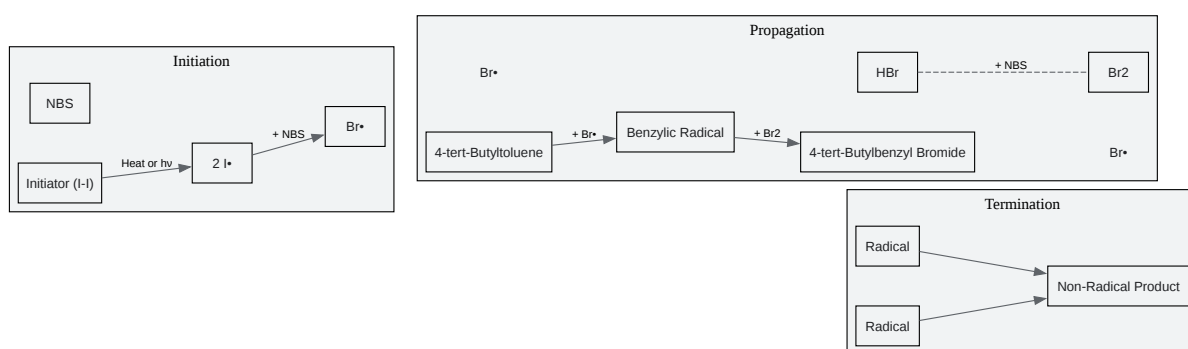 Initiation
NBS
Initiator (I-I)
Heat or hν
2 I•
+ NBS
Br•
Propagation
Br•
HBr
+ NBS
Br2
4-tert-Butyltoluene
+ Br•
Benzylic Radical
+ Br2
4-tert-Butylbenzyl Bromide
Br•
Termination
Radical
Radical
Non-Radical Product